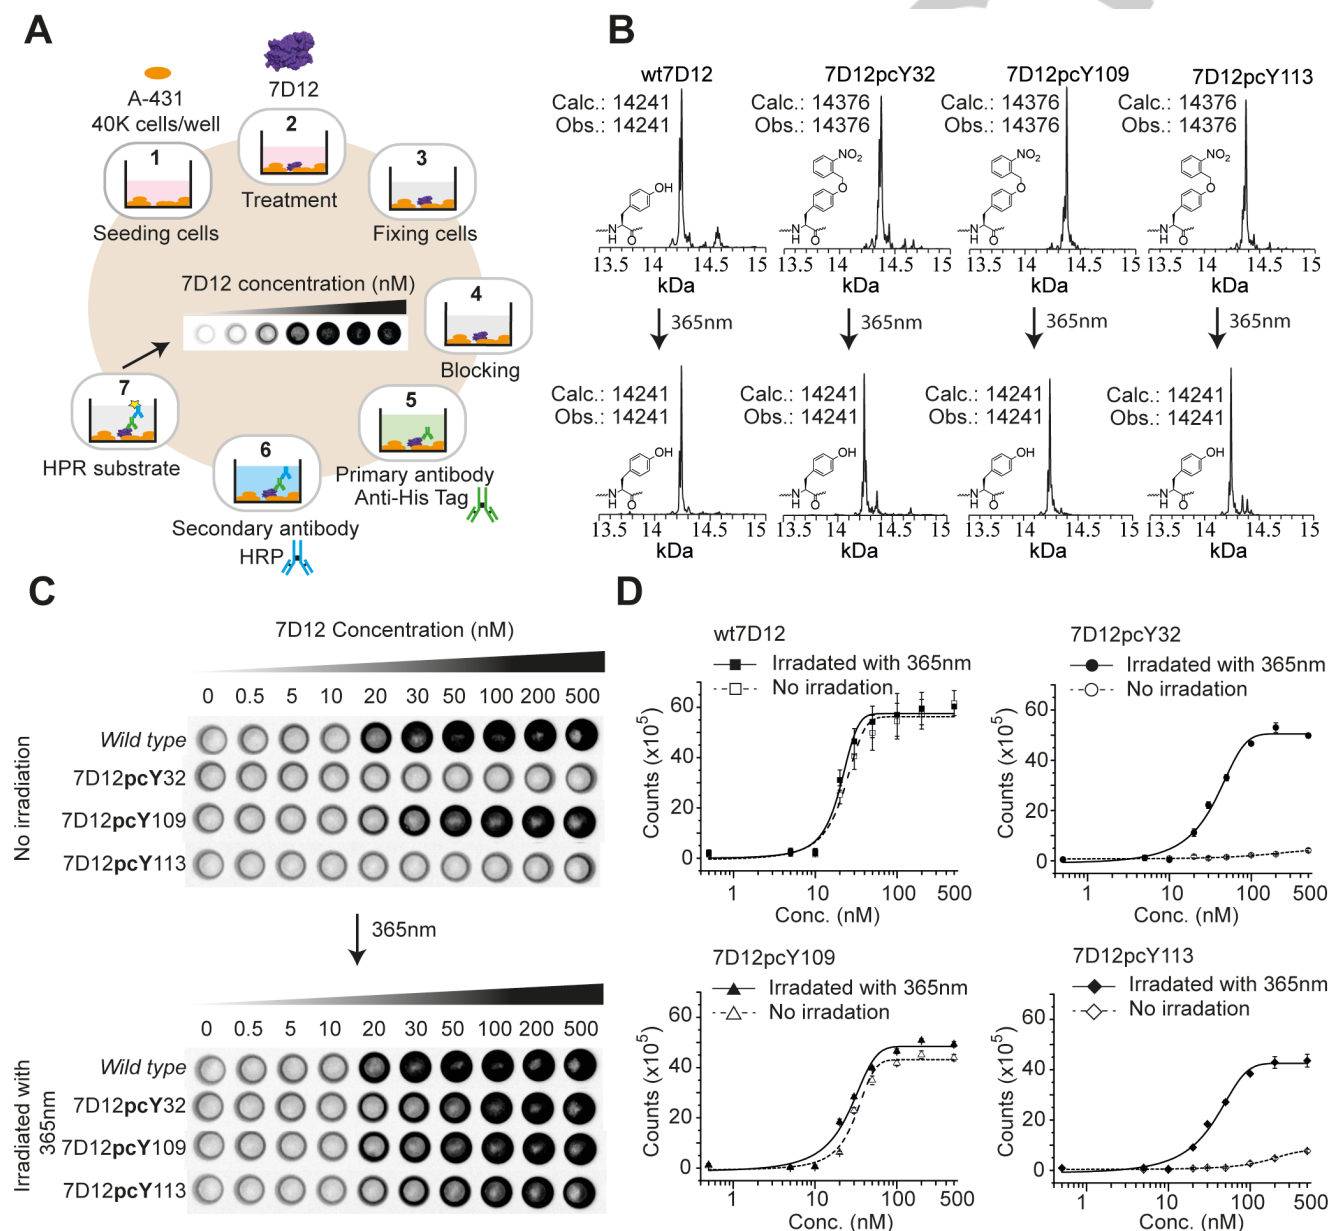 A
A-431
40K cells/well
7D12
1
Seeding cells
2
Treatment
3
Fixing cells
4
Blocking
5
Primary antibody
Anti-His Tag
6
Secondary antibody
HRP
7
HPR substrate
7D12 concentration (nM)
B
wt7D12
Calc.: 14241
Obs.: 14241
OH
N
H
O
13.5 14 14.5 15
kDa
7D12pcY32
Calc.: 14376
Obs.: 14376
NO2
O
N
H
O
13.5 14 14.5 15
kDa
7D12pcY109
Calc.: 14376
Obs.: 14376
NO2
O
N
H
O
13.5 14 14.5 15
kDa
7D12pcY113
Calc.: 14376
Obs.: 14376
NO2
O
N
H
O
13.5 14 14.5 15
kDa
365nm
365nm
365nm
365nm
Calc.: 14241
Obs.: 14241
OH
N
H
O
13.5 14 14.5 15
kDa
Calc.: 14241
Obs.: 14241
OH
N
H
O
13.5 14 14.5 15
kDa
Calc.: 14241
Obs.: 14241
OH
N
H
O
13.5 14 14.5 15
kDa
Calc.: 14241
Obs.: 14241
OH
N
H
O
13.5 14 14.5 15
kDa
C
7D12 Concentration (nM)
0 0.5 5 10 20 30 50 100 200 500
No irradiation
Wild type
7D12pcY32
7D12pcY109
7D12pcY113
365nm
0 0.5 5 10 20 30 50 100 200 500
Irradiated with
365nm
Wild type
7D12pcY32
7D12pcY109
7D12pcY113
D
wt7D12
Irradated with 365nm
No irradation
Counts (x10^5)
60
40
20
0
1 10 100 500
Conc. (nM)
7D12pcY32
Irradiated with 365nm
No irradiation
Counts (x10^5)
60
40
20
0
1 10 100 500
Conc. (nM)
7D12pcY109
Irradiated with 365nm
No irradiation
Counts (x10^5)
60
40
20
0
1 10 100 500
Conc. (nM)
7D12pcY113
Irradiated with 365nm
No irradiation
Counts (x10^5)
60
40
20
0
1 10 100 500
Conc. (nM)